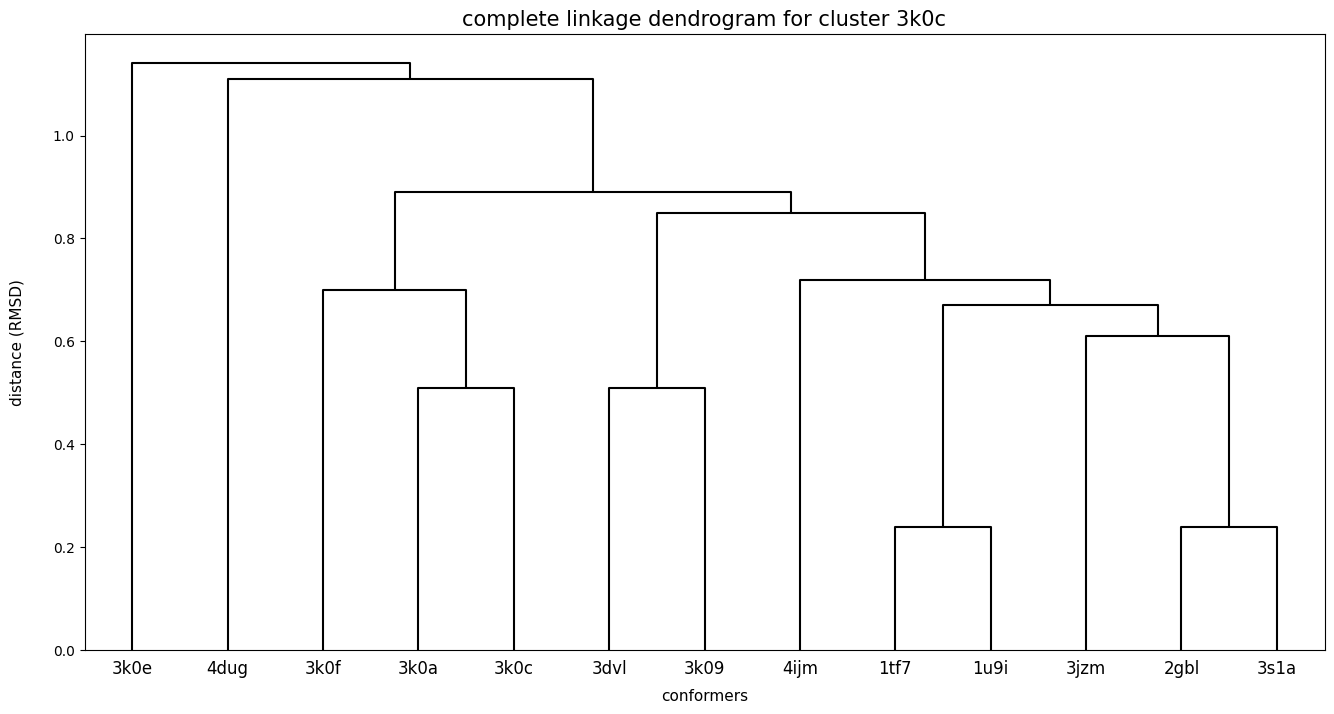 complete linkage dendrogram for cluster 3k0c
distance (RMSD)
1.0
0.8
0.6
0.4
0.2
0.0
3k0e 4dug 3k0f 3k0a 3k0c 3dvl 3k09 4ijm 1tf7 1u9i 3jzm 2gbl 3s1a
conformers